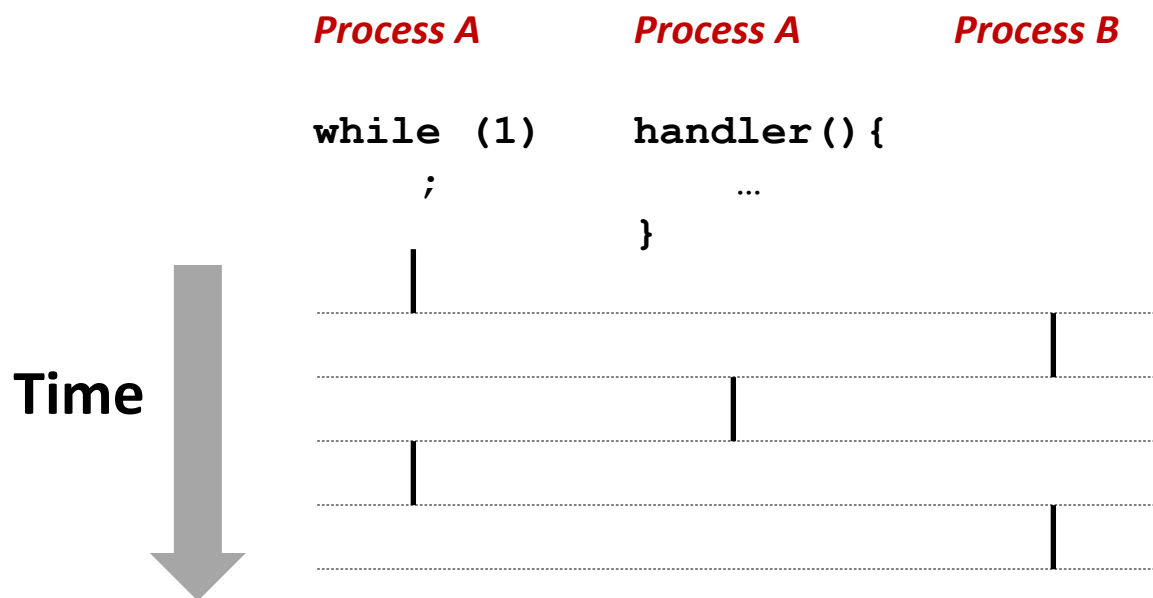 Process A Process A Process B
while (1) handler(){
; …
}
Time